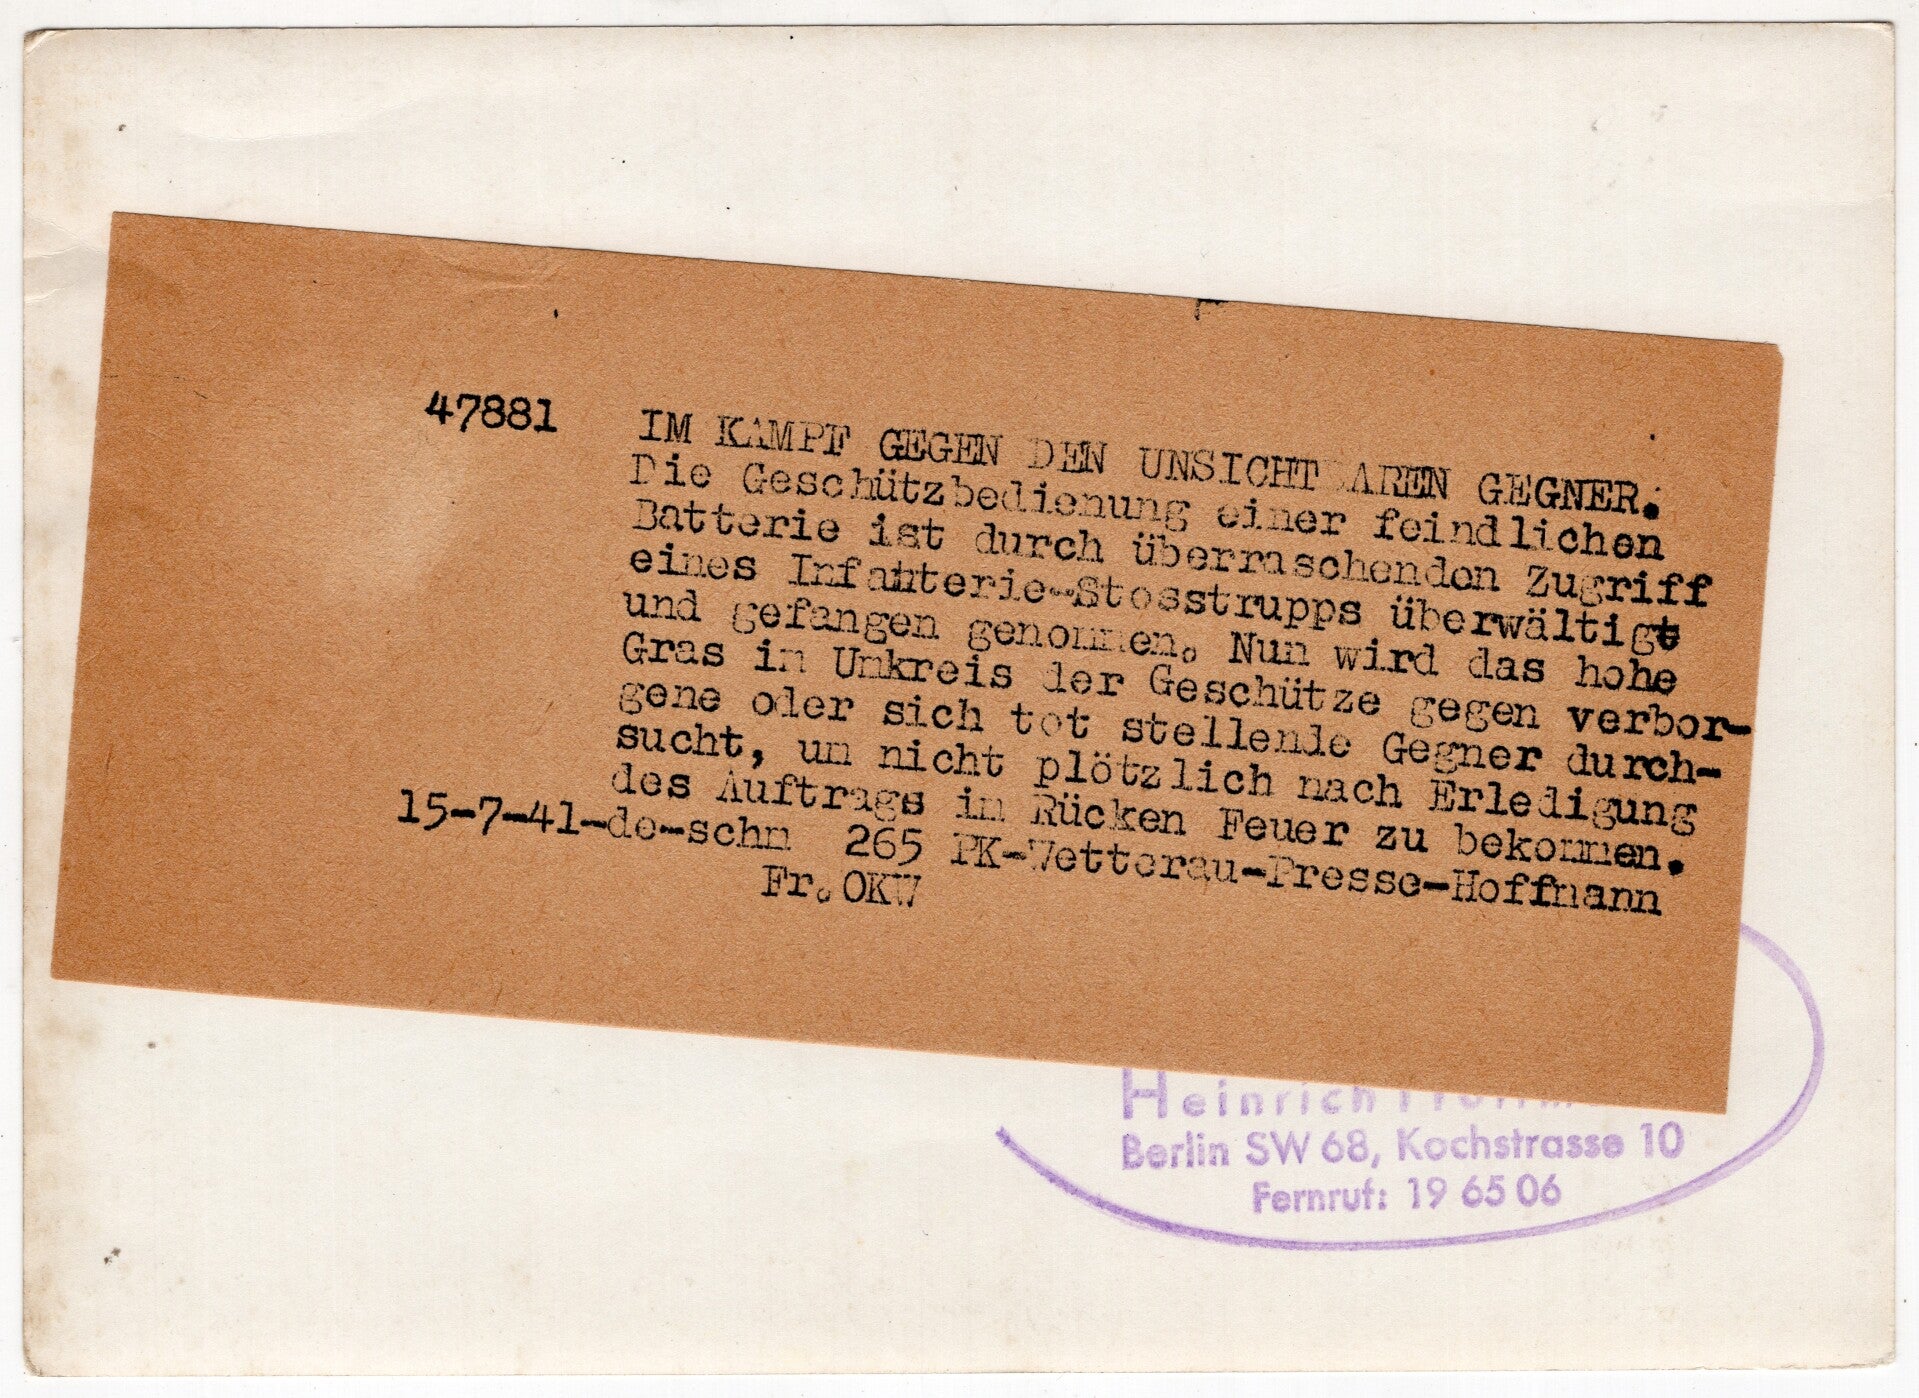 47881 IM KAMPF GEGEN DEN UNSICHTBAREN GEGNER.
Die Geschützbedienung einer feindlichen
Batterie ist durch überraschenden Zugriff
eines Infanterie-Stosstrupps überwältigt
und gefangen genommen. Nun wird das hohe
Gras im Umkreis der Geschütze gegen verbor-
gene oder sich tot stellende Gegner durch-
sucht, um nicht plötzlich nach Erledigung
des Auftrags im Rücken Feuer zu bekommen.
15-7-41-de-schm 265 PK-Wetterau-Presse-Hoffmann
Fr. OKW
Heinrich
Berlin SW 68, Kochstrasse 10
Fernruf: 19 65 06